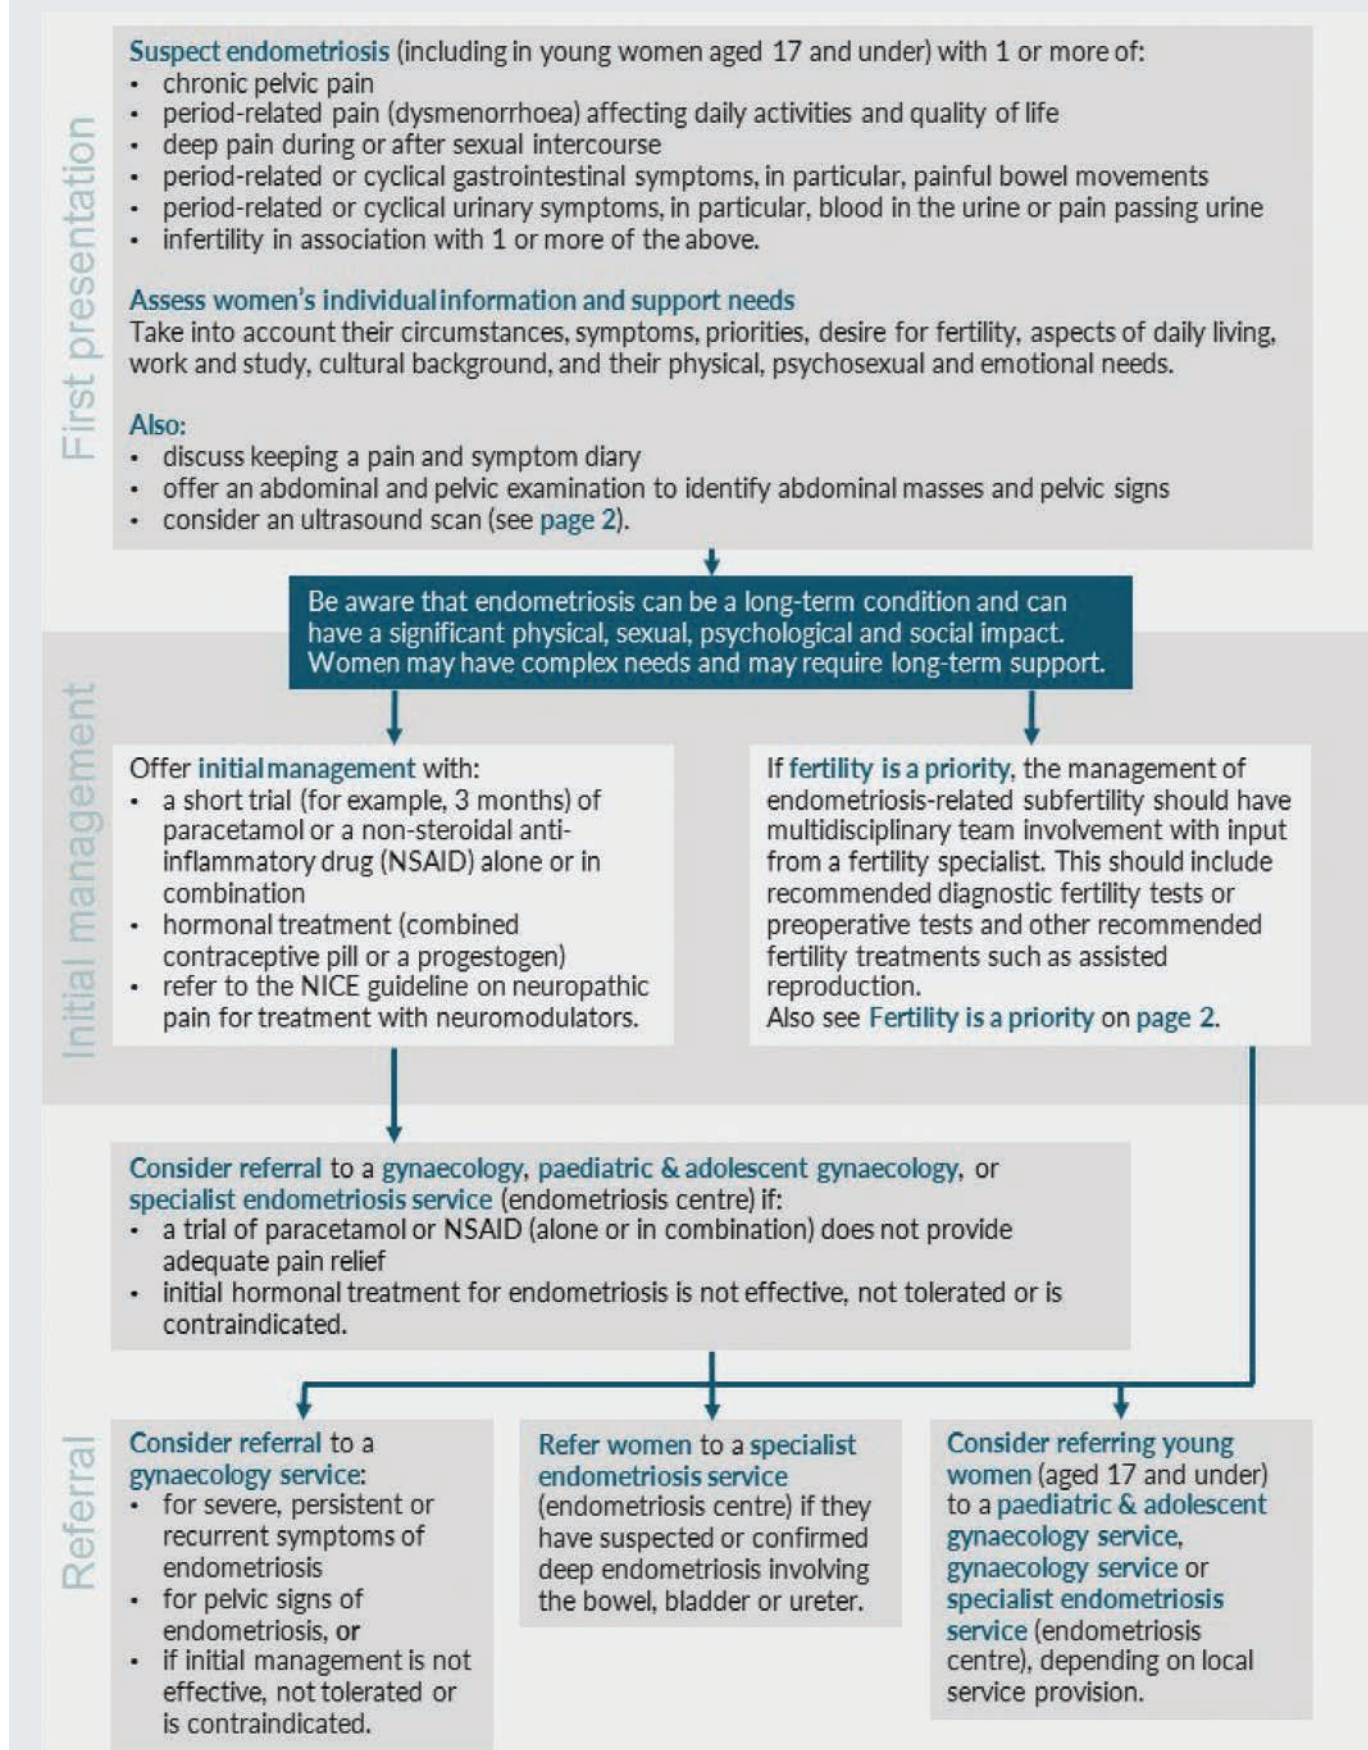 First presentation
Suspect endometriosis (including in young women aged 17 and under) with 1 or more of:
• chronic pelvic pain
• period-related pain (dysmenorrhoea) affecting daily activities and quality of life
• deep pain during or after sexual intercourse
• period-related or cyclical gastrointestinal symptoms, in particular, painful bowel movements
• period-related or cyclical urinary symptoms, in particular, blood in the urine or pain passing urine
• infertility in association with 1 or more of the above.
Assess women's individual information and support needs
Take into account their circumstances, symptoms, priorities, desire for fertility, aspects of daily living,
work and study, cultural background, and their physical, psychosexual and emotional needs.
Also:
• discuss keeping a pain and symptom diary
• offer an abdominal and pelvic examination to identify abdominal masses and pelvic signs
• consider an ultrasound scan (see page 2).
Be aware that endometriosis can be a long-term condition and can
have a significant physical, sexual, psychological and social impact.
Women may have complex needs and may require long-term support.
Initial management
Offer initial management with:
• a short trial (for example, 3 months) of
paracetamol or a non-steroidal anti-
inflammatory drug (NSAID) alone or in
combination
• hormonal treatment (combined
contraceptive pill or a progestogen)
• refer to the NICE guideline on neuropathic
pain for treatment with neuromodulators.
If fertility is a priority, the management of
endometriosis-related subfertility should have
multidisciplinary team involvement with input
from a fertility specialist. This should include
recommended diagnostic fertility tests or
preoperative tests and other recommended
fertility treatments such as assisted
reproduction.
Also see Fertility is a priority on page 2.
Consider referral to a gynaecology, paediatric & adolescent gynaecology, or
specialist endometriosis service (endometriosis centre) if:
• a trial of paracetamol or NSAID (alone or in combination) does not provide
adequate pain relief
• initial hormonal treatment for endometriosis is not effective, not tolerated or is
contraindicated.
Referral
Consider referral to a
gynaecology service:
• for severe, persistent or
recurrent symptoms of
endometriosis
• for pelvic signs of
endometriosis, or
• if initial management is not
effective, not tolerated or
is contraindicated.
Refer women to a specialist
endometriosis service
(endometriosis centre) if they
have suspected or confirmed
deep endometriosis involving
the bowel, bladder or ureter.
Consider referring young
women (aged 17 and under)
to a paediatric & adolescent
gynaecology service,
gynaecology service or
specialist endometriosis
service (endometriosis
centre), depending on local
service provision.